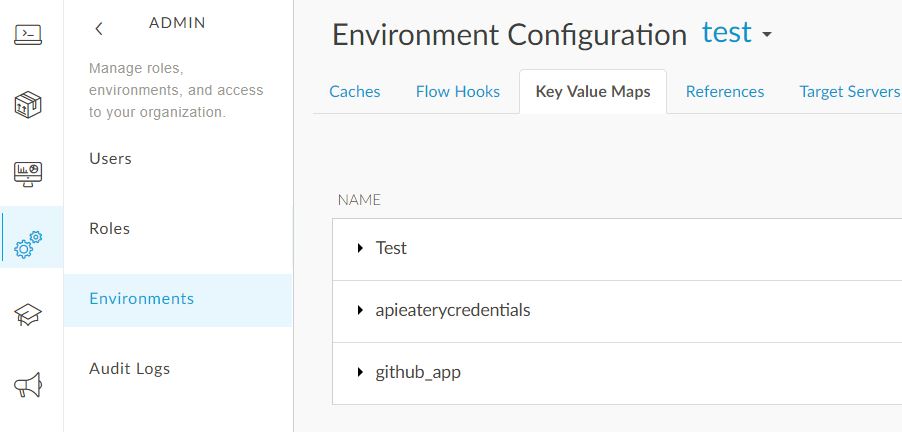 ADMIN
Manage roles,
environments, and access
to your organization.
Users
Roles
Environments
Audit Logs
Environment Configuration test
Caches Flow Hooks Key Value Maps References Target Servers
NAME
Test
apieaterycredentials
github_app